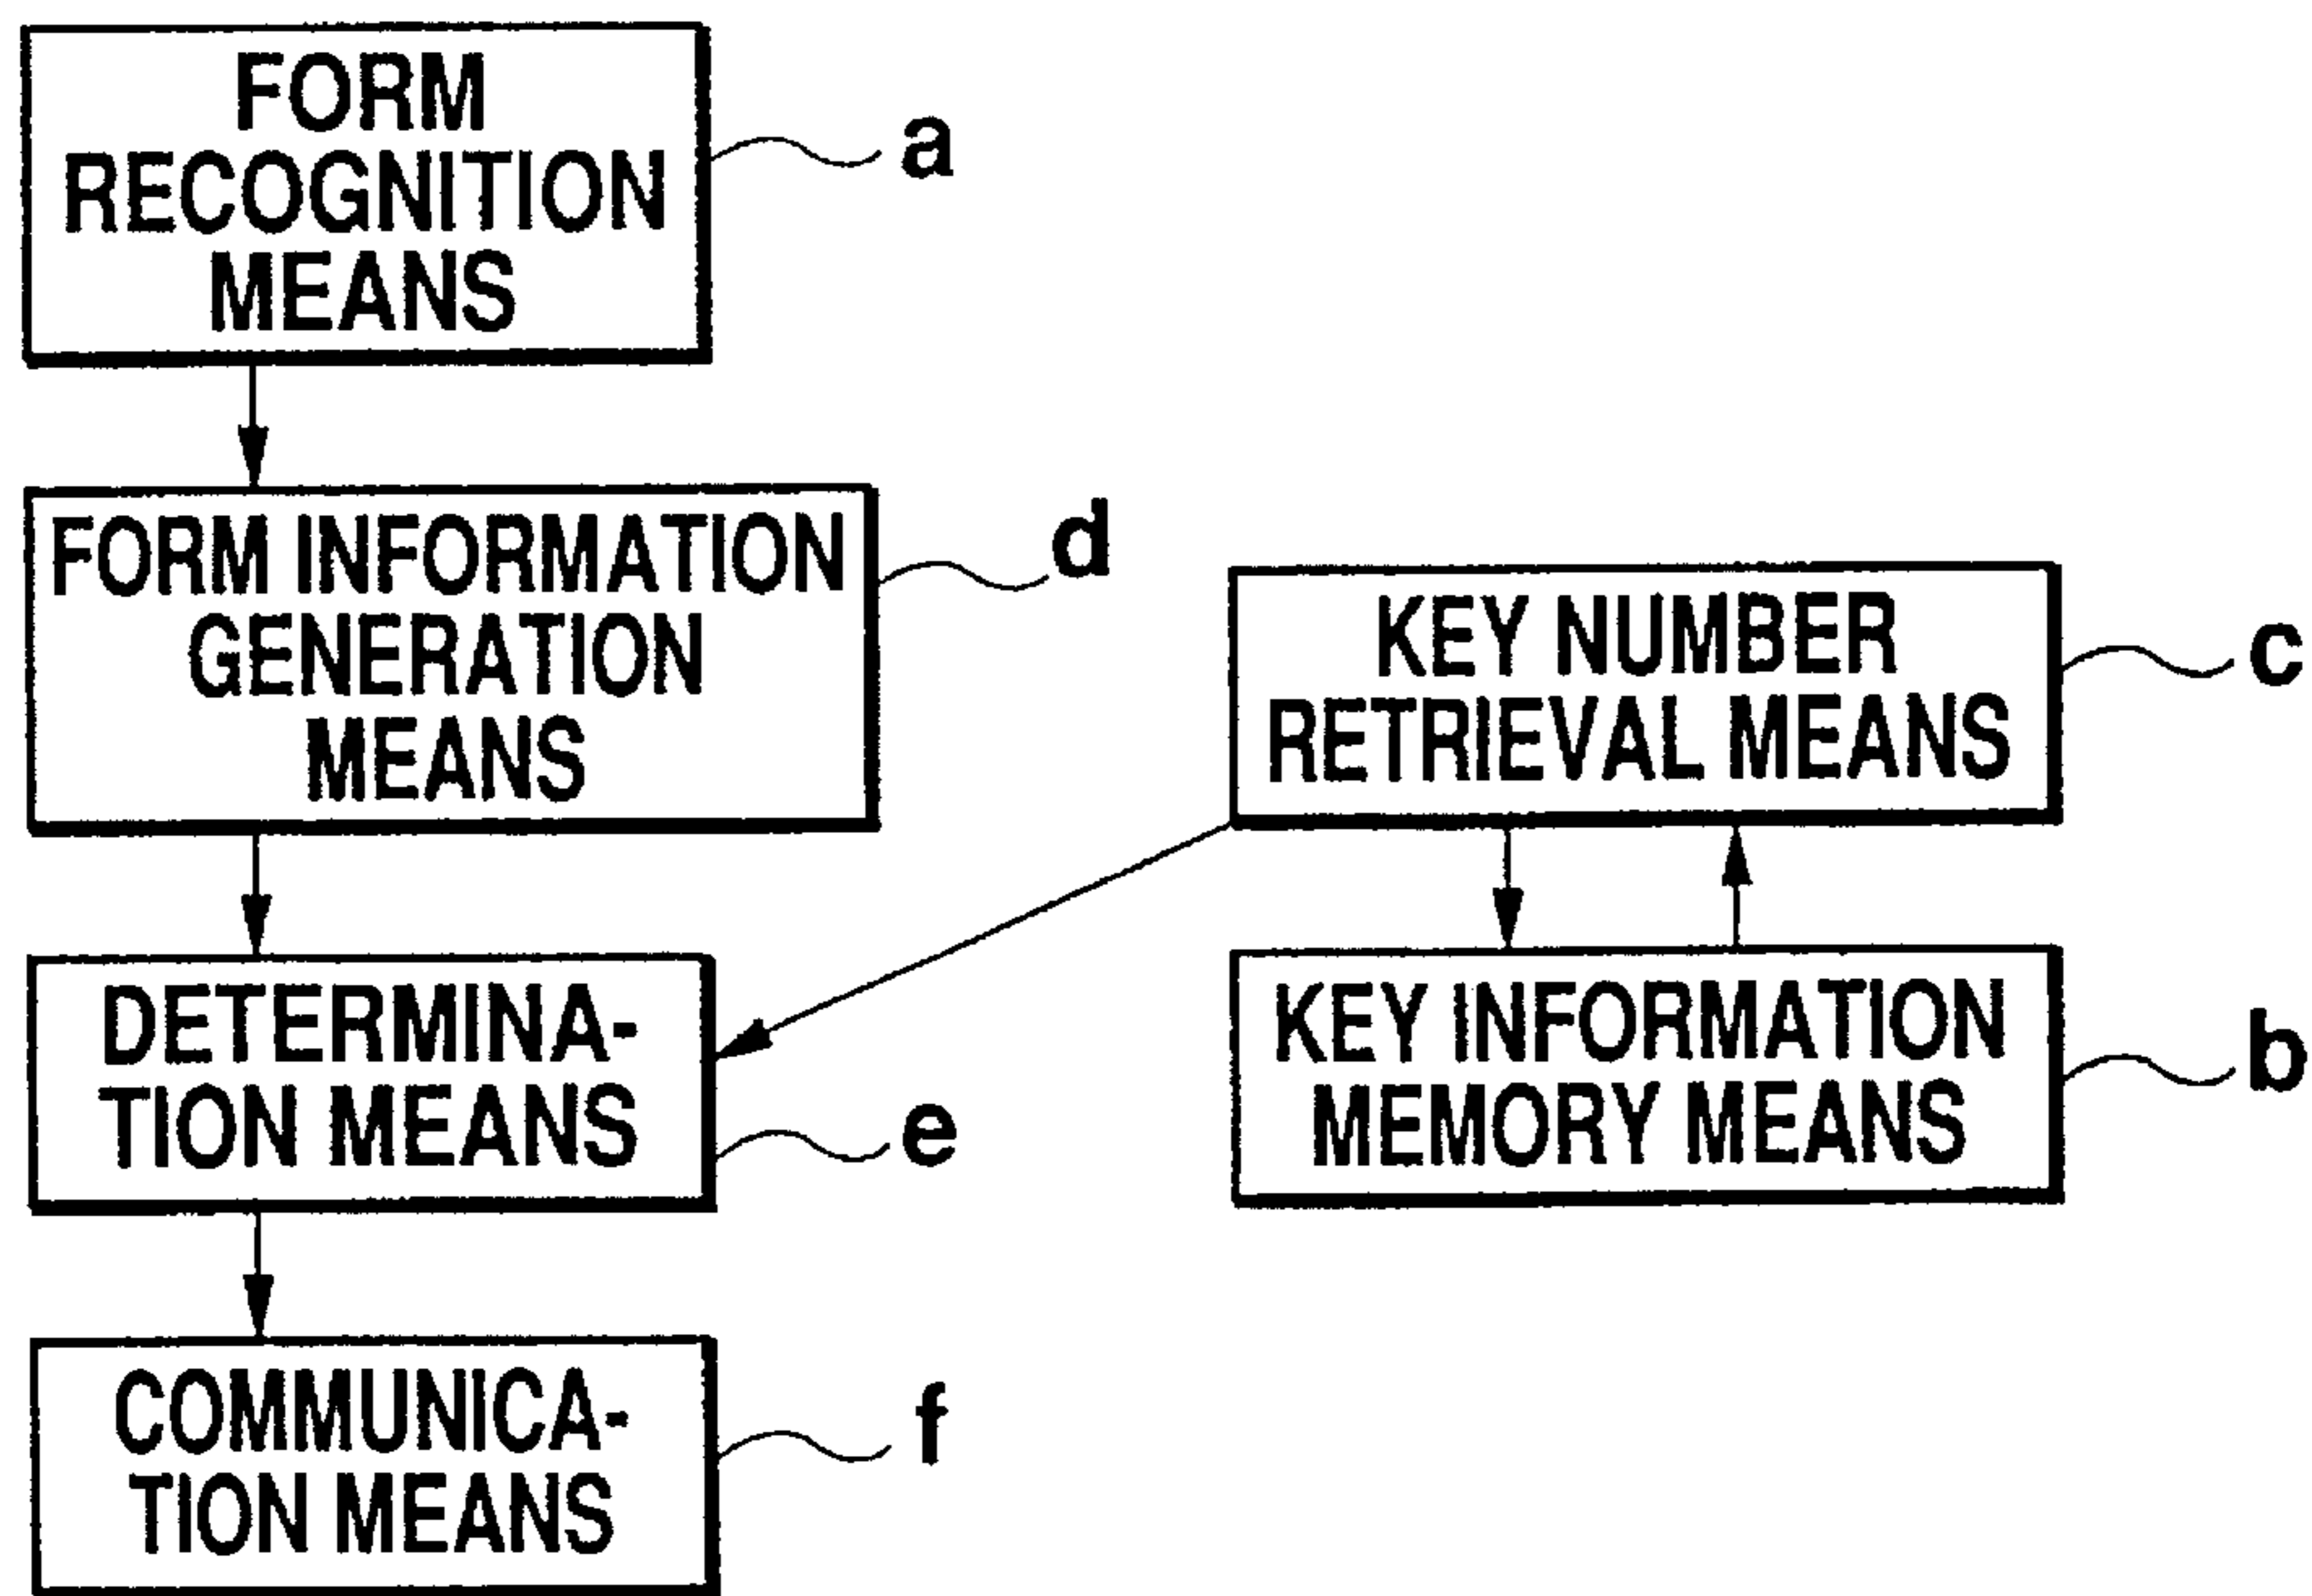 FORM
RECOGNITION
MEANS
a
FORM INFORMATION
GENERATION
MEANS
d
KEY NUMBER
RETRIEVAL MEANS
c
DETERMINA-
TION MEANS
e
KEY INFORMATION
MEMORY MEANS
b
COMMUNICA-
TION MEANS
f